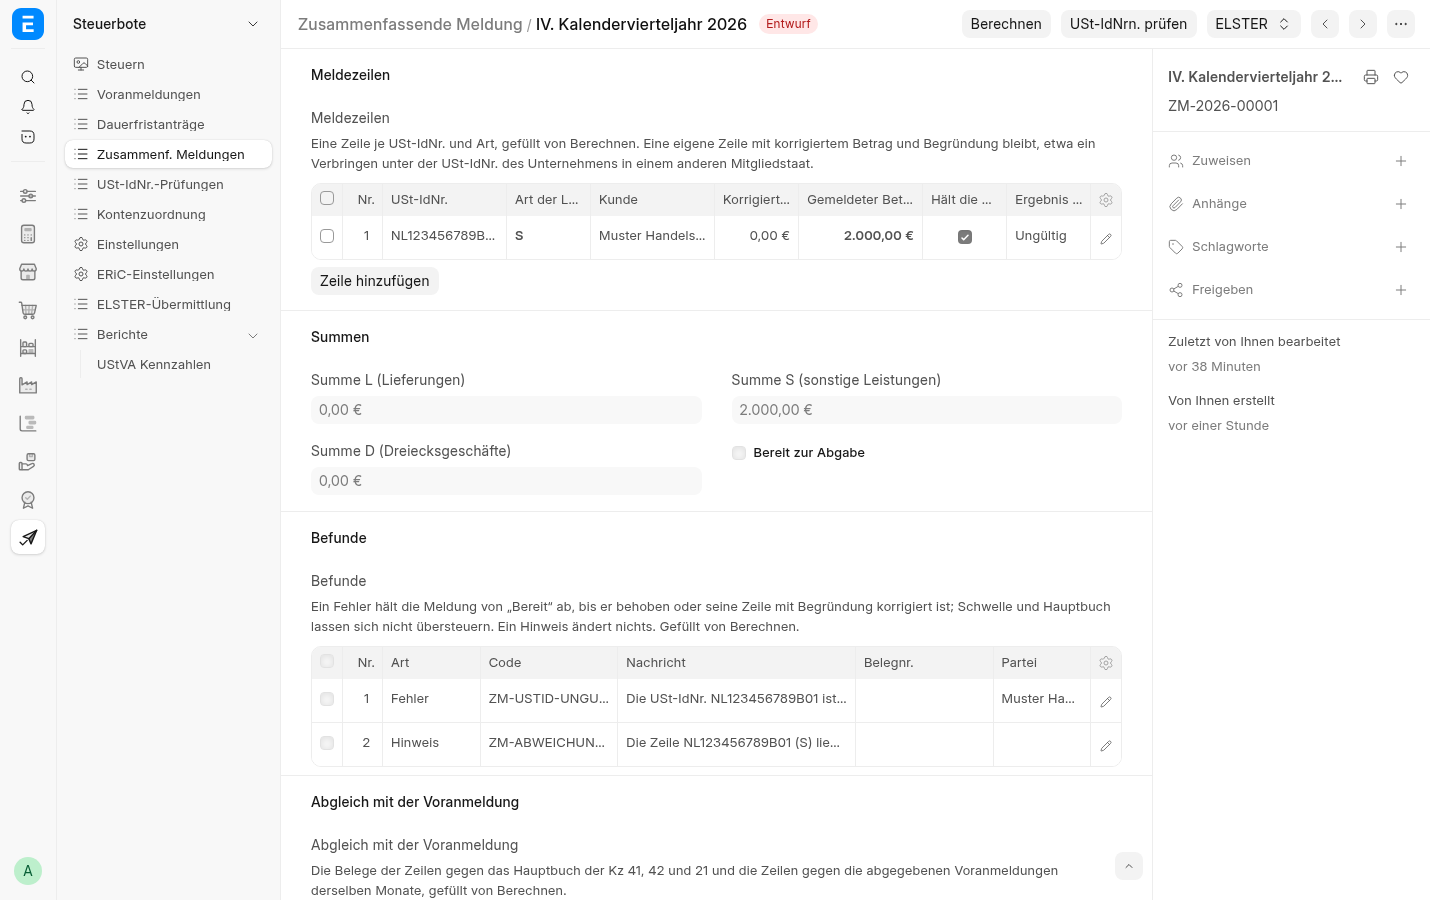 Steuerbote
Steuern
Voranmeldungen
Dauerfristanträge
Zusammenf. Meldungen
USt-IdNr.-Prüfungen
Kontenzuordnung
Einstellungen
ERiC-Einstellungen
ELSTER-Übermittlung
Berichte
UStVA Kennzahlen
A
Zusammenfassende Meldung / IV. Kalendervierteljahr 2026 Entwurf
Berechnen USt-IdNrn. prüfen ELSTER
Meldezeilen
Meldezeilen
Eine Zeile je USt-IdNr. und Art, gefüllt von Berechnen. Eine eigene Zeile mit korrigiertem Betrag und Begründung bleibt, etwa ein
Verbringen unter der USt-IdNr. des Unternehmens in einem anderen Mitgliedstaat.
Nr. USt-IdNr. Art der L... Kunde Korrigiert... Gemeldeter Bet... Hält die ... Ergebnis ...
1 NL123456789B... S Muster Handels... 0,00 € 2.000,00 € Ungültig
Zeile hinzufügen
Summen
Summe L (Lieferungen) Summe S (sonstige Leistungen)
0,00 € 2.000,00 €
Summe D (Dreiecksgeschäfte) Bereit zur Abgabe
0,00 €
Befunde
Befunde
Ein Fehler hält die Meldung von „Bereit“ ab, bis er behoben oder seine Zeile mit Begründung korrigiert ist; Schwelle und Hauptbuch
lassen sich nicht übersteuern. Ein Hinweis ändert nichts. Gefüllt von Berechnen.
Nr. Art Code Nachricht Belegnr. Partei
1 Fehler ZM-USTID-UNGU... Die USt-IdNr. NL123456789B01 ist... Muster Ha...
2 Hinweis ZM-ABWEICHUN... Die Zeile NL123456789B01 (S) lie...
Abgleich mit der Voranmeldung
Abgleich mit der Voranmeldung
Die Belege der Zeilen gegen das Hauptbuch der Kz 41, 42 und 21 und die Zeilen gegen die abgegebenen Voranmeldungen
derselben Monate, gefüllt von Berechnen.
IV. Kalendervierteljahr 2...
ZM-2026-00001
Zuweisen
Anhänge
Schlagworte
Freigeben
Zuletzt von Ihnen bearbeitet
vor 38 Minuten
Von Ihnen erstellt
vor einer Stunde